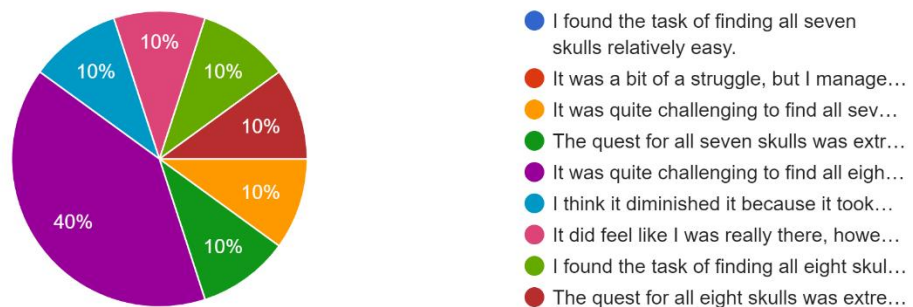 10%
10%
10%
10%
10%
10%
40%
I found the task of finding all seven
skulls relatively easy.
It was a bit of a struggle, but I manage…
It was quite challenging to find all sev…
The quest for all seven skulls was extr…
It was quite challenging to find all eigh…
I think it diminished it because it took…
It did feel like I was really there, howe…
I found the task of finding all eight skul…
The quest for all eight skulls was extre…